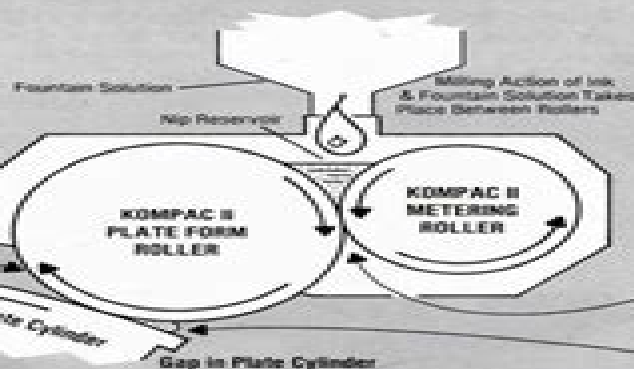 Fountain Solution
Milling Action of Ink
& Fountain Solution Takes
Place Between Rollers
Nip Reservoir
KOMPAC II
PLATE FORM
ROLLER
KOMPAC II
METERING
ROLLER
te Cylinder
Gap in Plate Cylinder